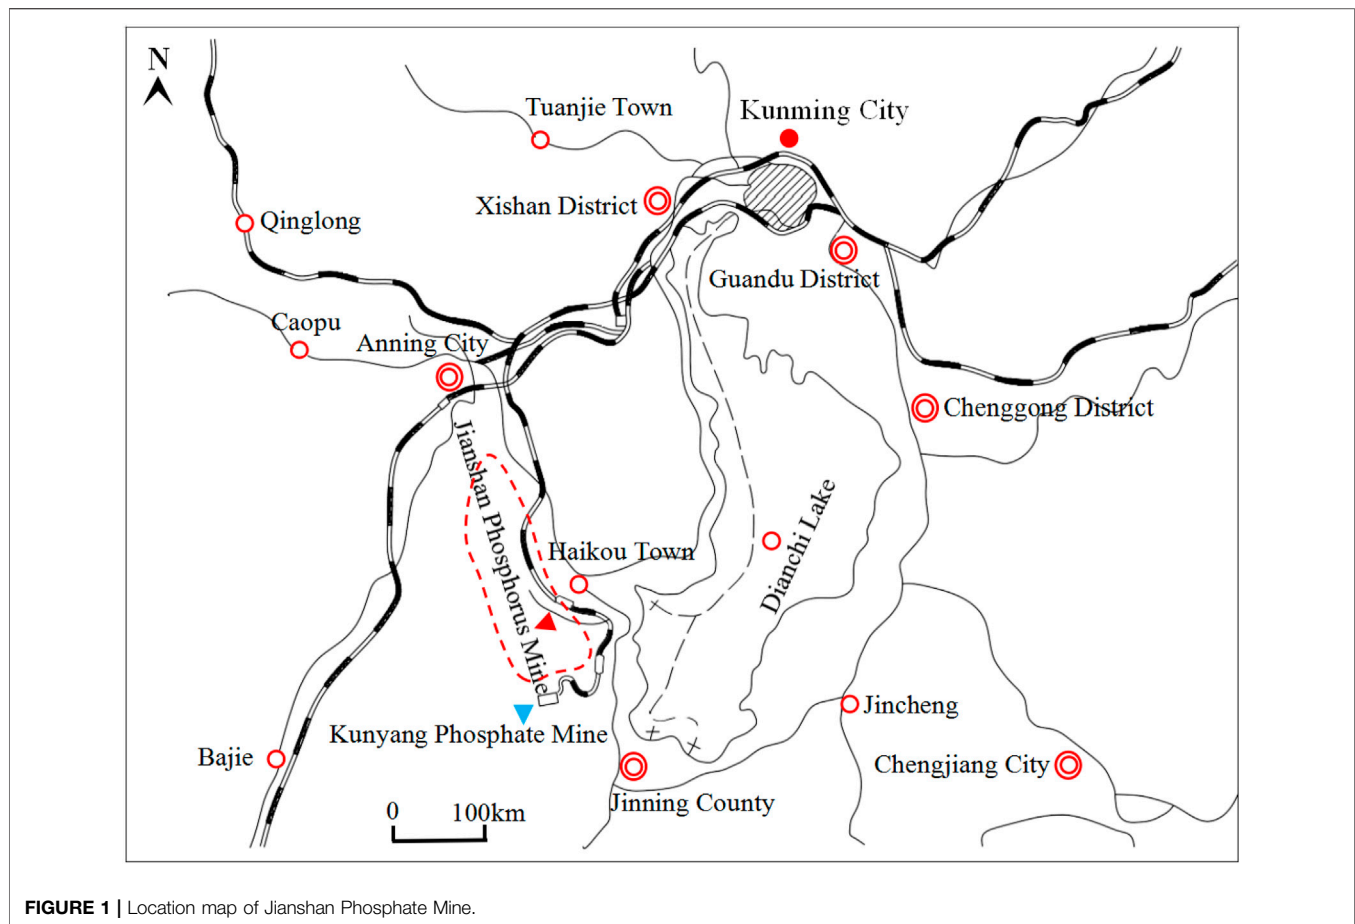 N
Tuanjie Town
Kunming City
Xishan District
Qinglong
Guandu District
Caopu
Anning City
Chenggong District
Jianshan Phosphorus Mine
Haikou Town
Dianchi Lake
Jincheng
Kunyang Phosphate Mine
Bajie
Chengjiang City
Jinning County
0 100km
FIGURE 1 | Location map of Jianshan Phosphate Mine.